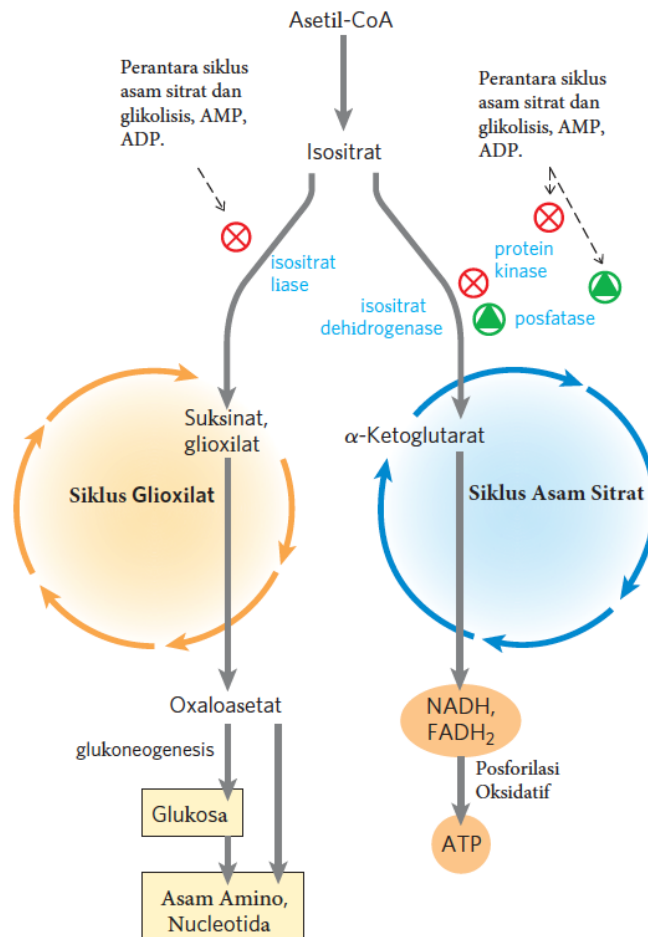 Asetil-CoA
Perantara siklus
asam sitrat dan
glikolisis, AMP,
ADP.
Perantara siklus
asam sitrat dan
glikolisis, AMP,
ADP.
Isositrat
isositrat
liase
protein
kinase
isositrat
dehidrogenase
posfatase
Suksinat,
glioxilat
α-Ketoglutarat
Siklus Glioxilat
Siklus Asam Sitrat
Oxaloasetat
NADH,
FADH₂
glukoneogenesis
Posforilasi
Oksidatif
Glukosa
ATP
Asam Amino,
Nucleotida